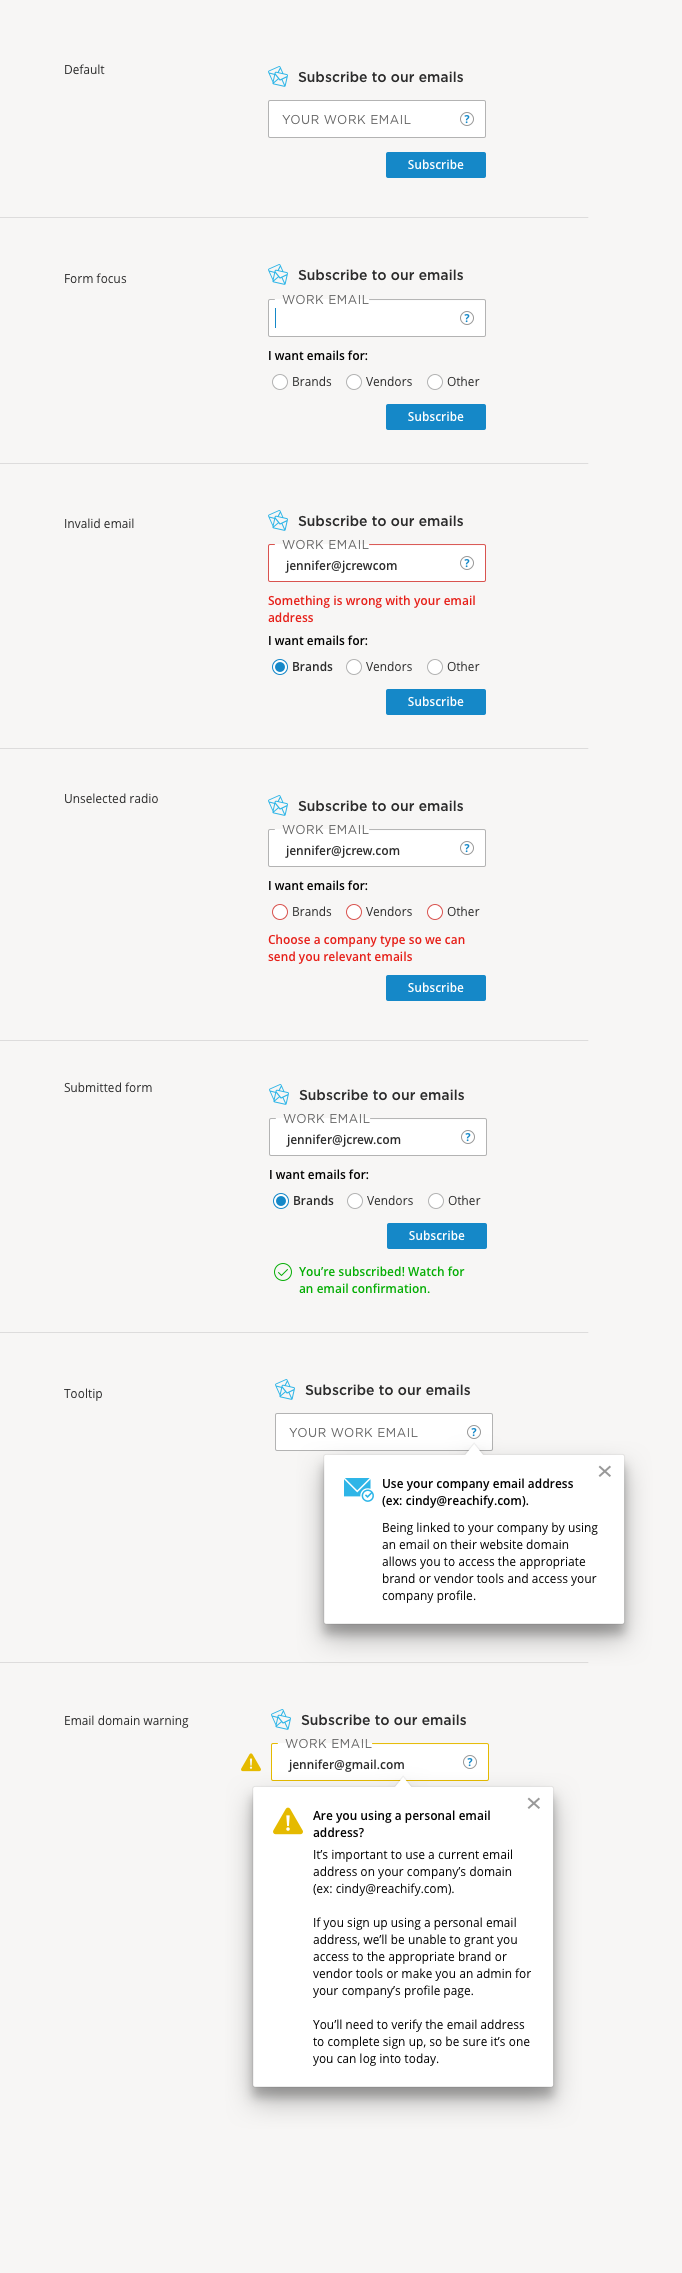 Default
Subscribe to our emails
YOUR WORK EMAIL ?
Subscribe
Form focus
Subscribe to our emails
WORK EMAIL
?
I want emails for:
Brands Vendors Other
Subscribe
Invalid email
Subscribe to our emails
WORK EMAIL
jennifer@jcrewcom ?
Something is wrong with your email
address
I want emails for:
Brands Vendors Other
Subscribe
Unselected radio
Subscribe to our emails
WORK EMAIL
jennifer@jcrew.com ?
I want emails for:
Brands Vendors Other
Choose a company type so we can
send you relevant emails
Subscribe
Submitted form
Subscribe to our emails
WORK EMAIL
jennifer@jcrew.com ?
I want emails for:
Brands Vendors Other
Subscribe
You’re subscribed! Watch for
an email confirmation.
Tooltip
Subscribe to our emails
YOUR WORK EMAIL ?
Use your company email address
(ex: cindy@reachify.com).
Being linked to your company by using
an email on their website domain
allows you to access the appropriate
brand or vendor tools and access your
company profile.
Email domain warning
Subscribe to our emails
WORK EMAIL
jennifer@gmail.com ?
Are you using a personal email
address?
It’s important to use a current email
address on your company’s domain
(ex: cindy@reachify.com).
If you sign up using a personal email
address, we’ll be unable to grant you
access to the appropriate brand or
vendor tools or make you an admin for
your company’s profile page.
You’ll need to verify the email address
to complete sign up, so be sure it’s one
you can log into today.